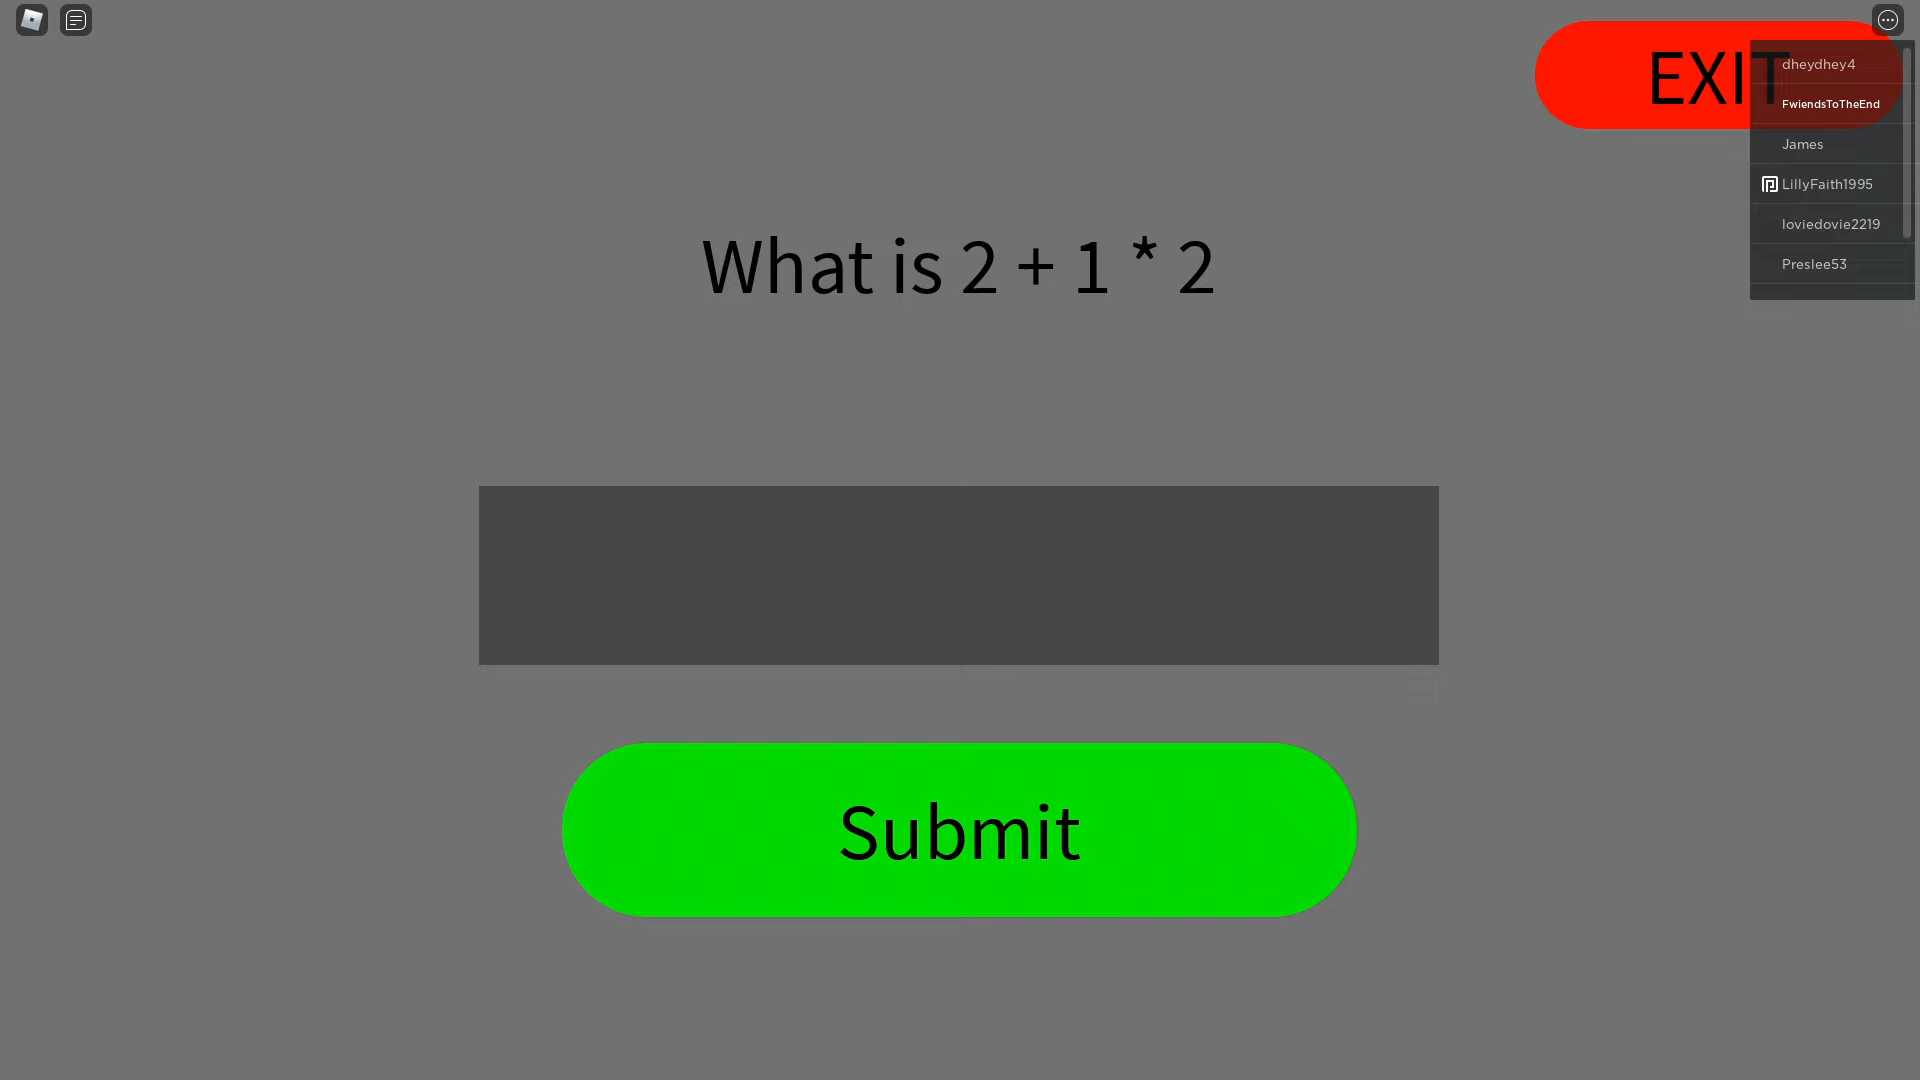 EXIT
dheydhey4
FwiendsToTheEnd
James
LillyFaith1995
loviedovie2219
Preslee53
What is 2 + 1 * 2
Submit